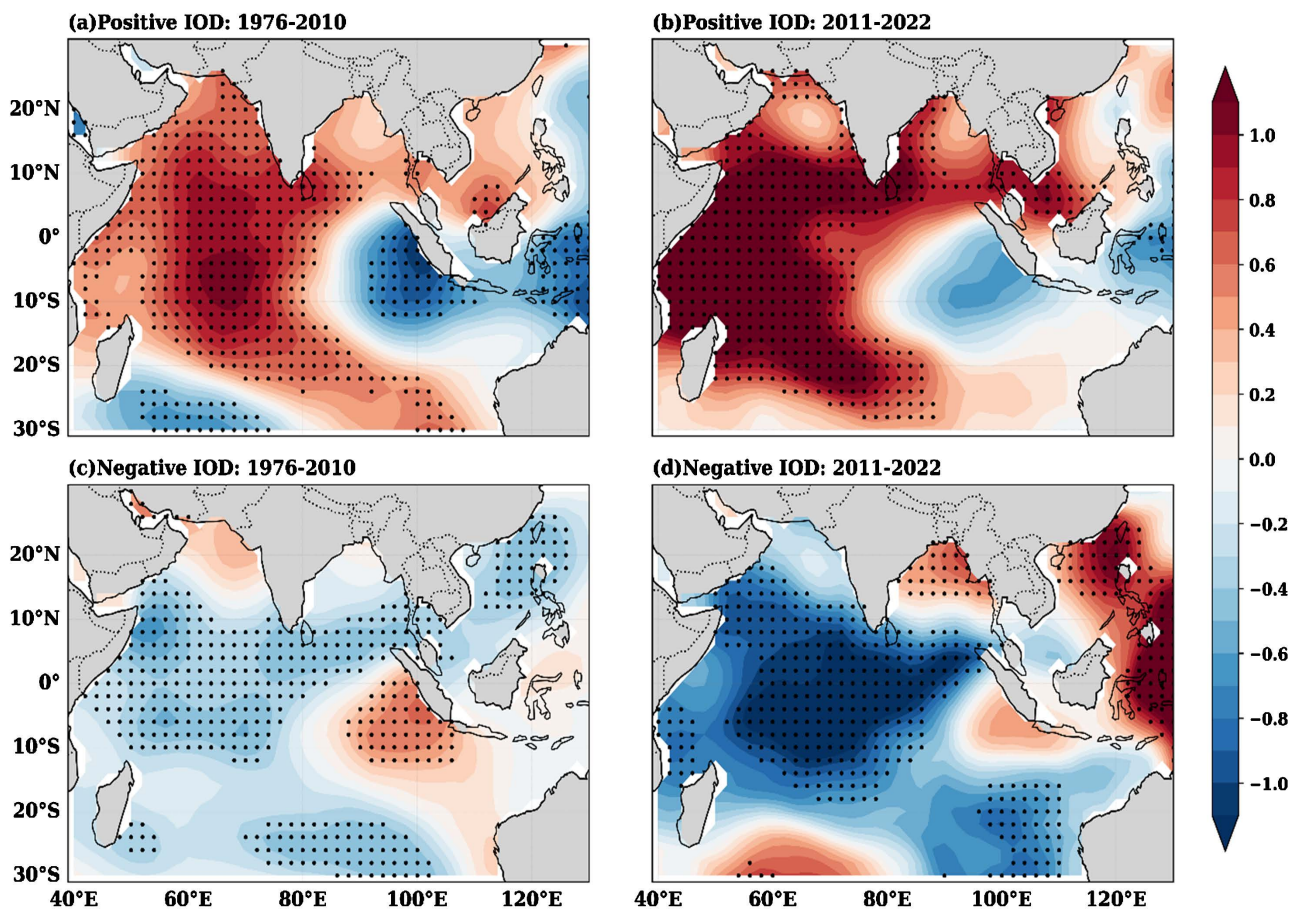 (a)Positive IOD: 1976-2010
(b)Positive IOD: 2011-2022
20°N
10°N
0°
10°S
20°S
30°S
(c)Negative IOD: 1976-2010
(d)Negative IOD: 2011-2022
20°N
10°N
0°
10°S
20°S
30°S
40°E 60°E 80°E 100°E 120°E
40°E 60°E 80°E 100°E 120°E
1.0
0.8
0.6
0.4
0.2
0.0
−0.2
−0.4
−0.6
−0.8
−1.0